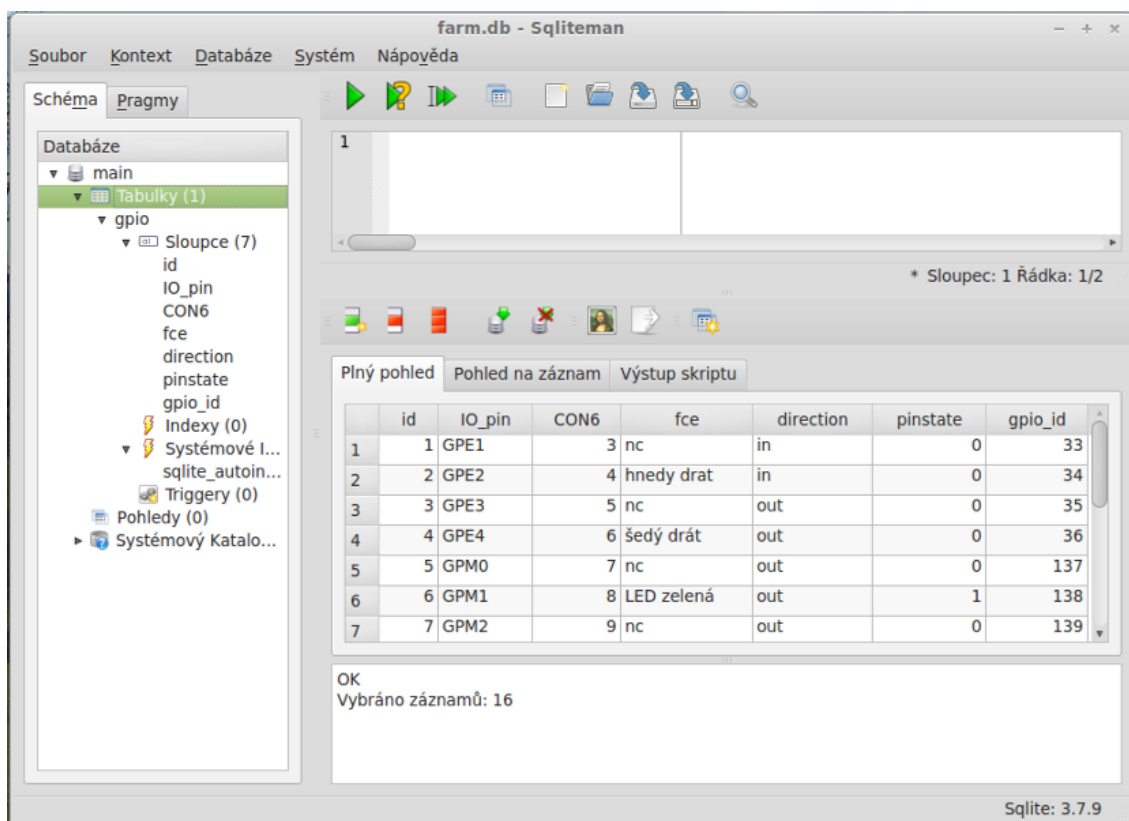 farm.db - Sqliteman
Soubor Kontext Databáze Systém Nápověda
Schéma Pragmy
Databáze
main
Tabulky (1)
gpio
Sloupce (7)
id
IO_pin
CON6
fce
direction
pinstate
gpio_id
Indexy (0)
Systémové I...
sqlite_autoin...
Triggery (0)
Pohledy (0)
Systémový Katalo...
1
* Sloupec: 1 Řádka: 1/2
Plný pohled Pohled na záznam Výstup skriptu
id IO_pin CON6 fce direction pinstate gpio_id
1 1 GPE1 3 nc in 0 33
2 2 GPE2 4 hnedy drat in 0 34
3 3 GPE3 5 nc out 0 35
4 4 GPE4 6 šedý drát out 0 36
5 5 GPM0 7 nc out 0 137
6 6 GPM1 8 LED zelená out 1 138
7 7 GPM2 9 nc out 0 139
OK
Vybráno záznamů: 16
Sqlite: 3.7.9